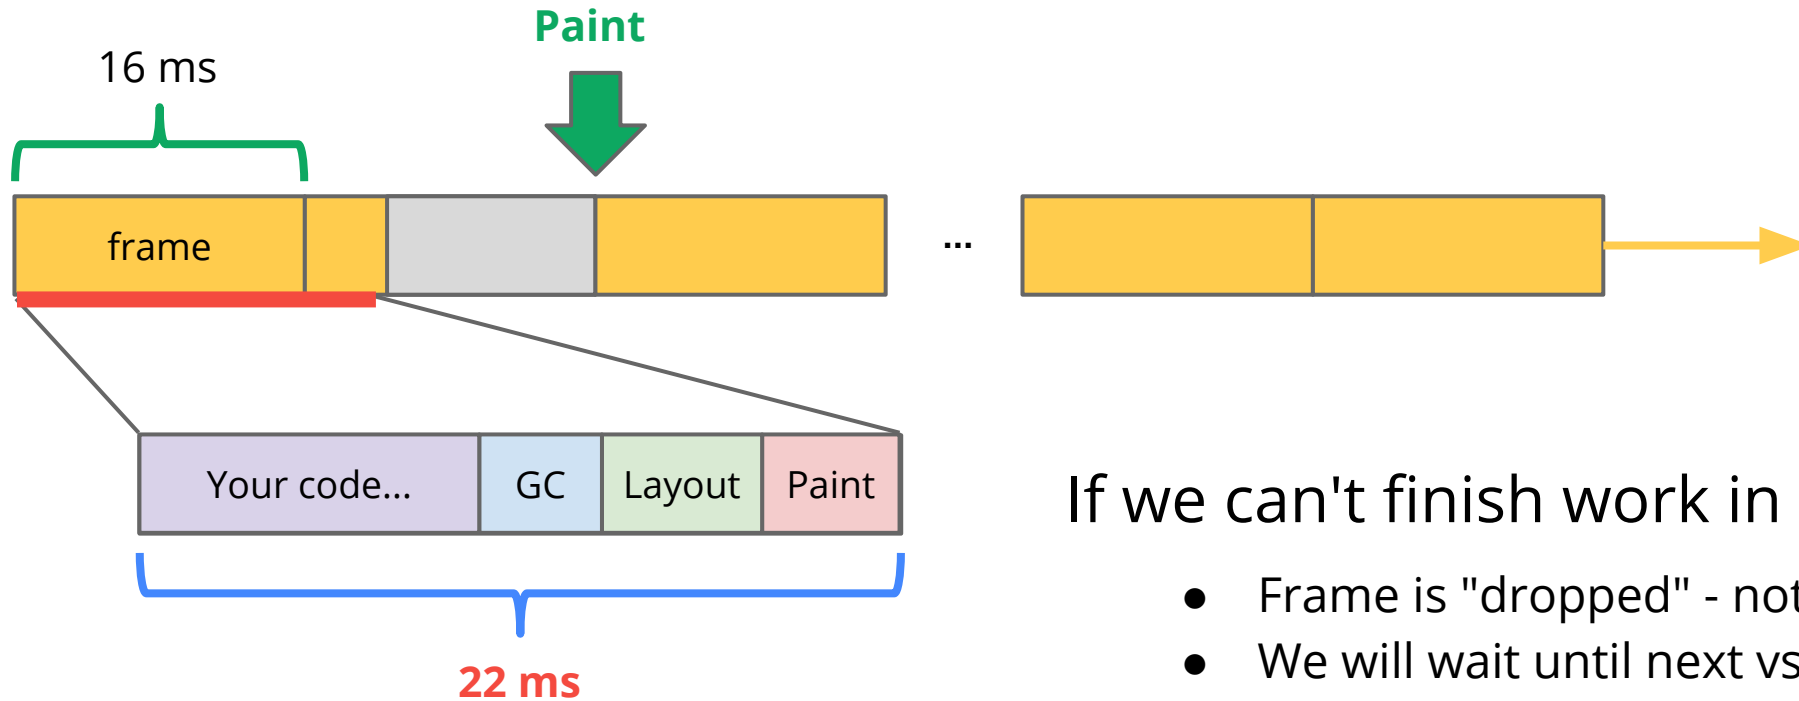 Paint
16 ms
frame
...
Your code...
GC
Layout
Paint
22 ms
If we can't finish work in
● Frame is "dropped" - not
● We will wait until next vs